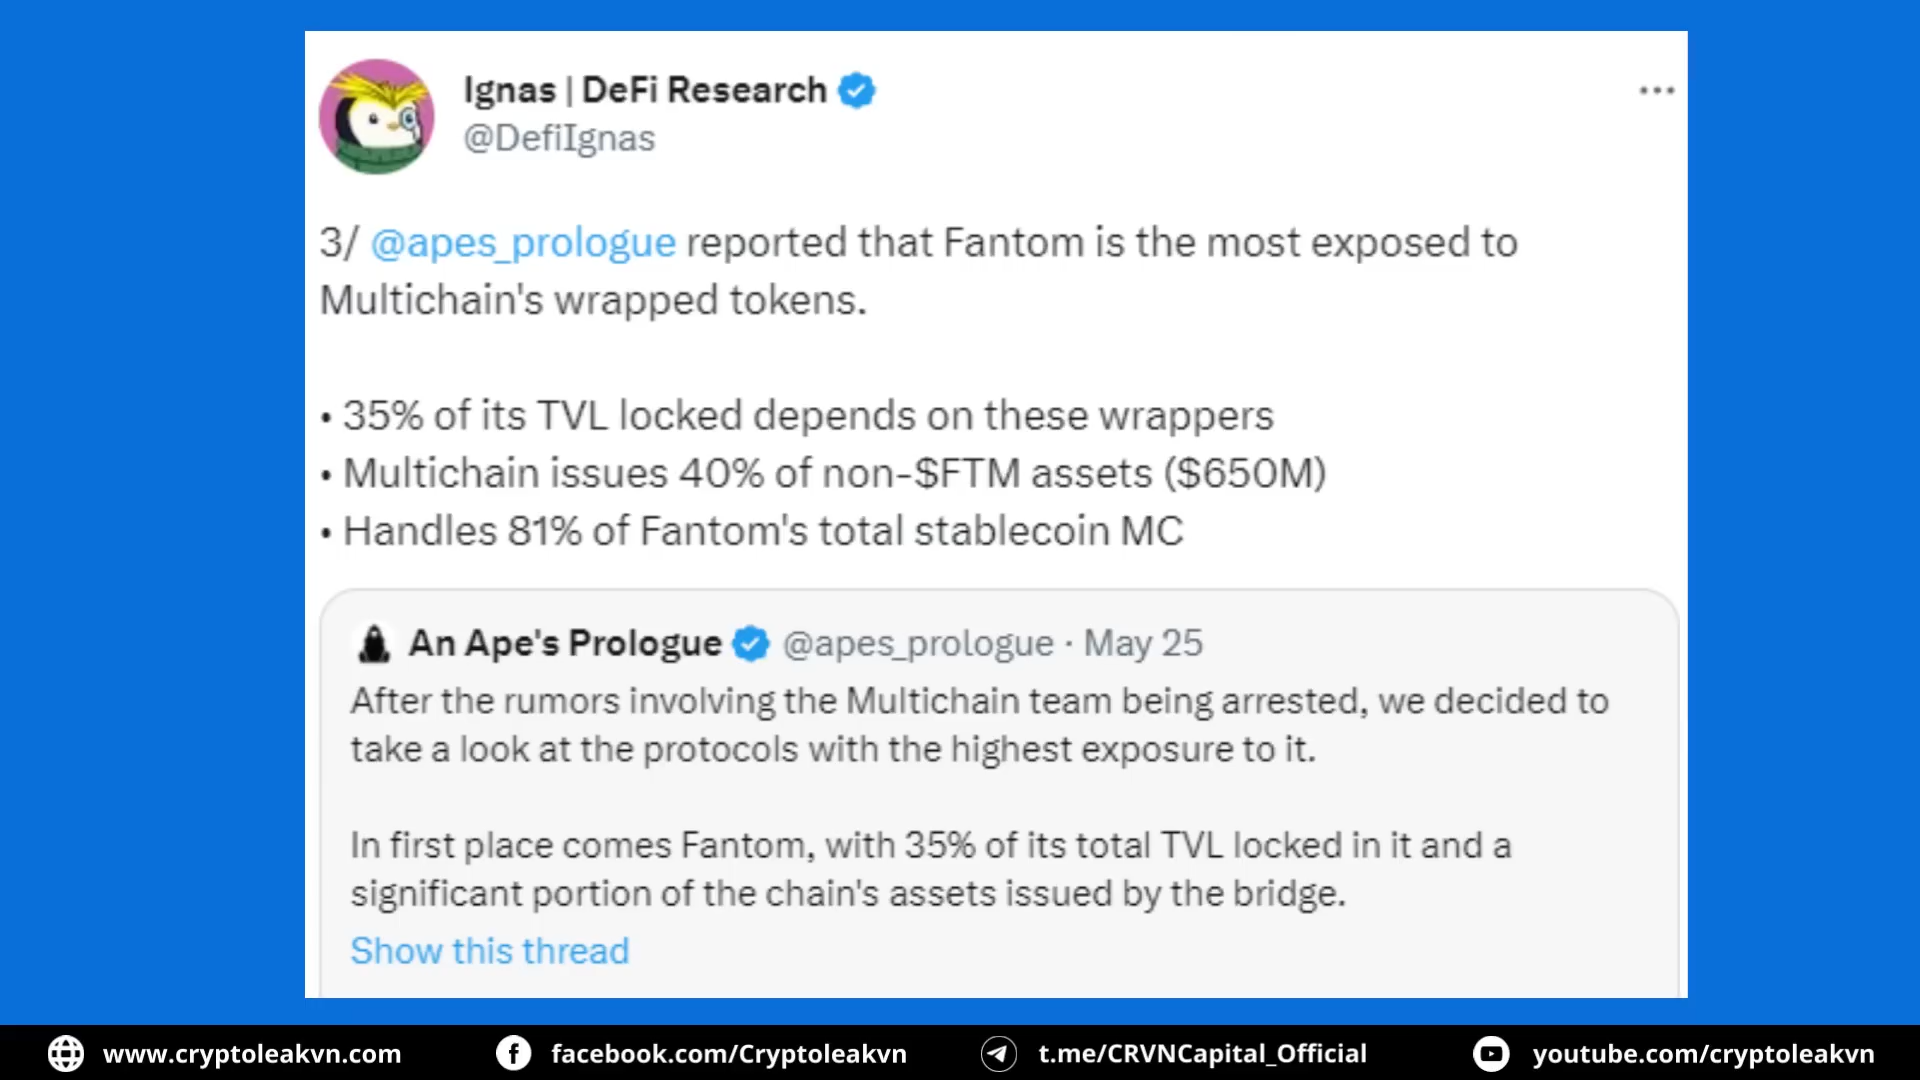 Ignas | DeFi Research
@DefiIgnas
3/ @apes_prologue reported that Fantom is the most exposed to
Multichain's wrapped tokens.
• 35% of its TVL locked depends on these wrappers
• Multichain issues 40% of non-$FTM assets ($650M)
• Handles 81% of Fantom's total stablecoin MC
An Ape's Prologue @apes_prologue · May 25
After the rumors involving the Multichain team being arrested, we decided to
take a look at the protocols with the highest exposure to it.
In first place comes Fantom, with 35% of its total TVL locked in it and a
significant portion of the chain's assets issued by the bridge.
Show this thread
www.cryptoleakvn.com facebook.com/Cryptoleakvn t.me/CRVNCapital_Official youtube.com/cryptoleakvn